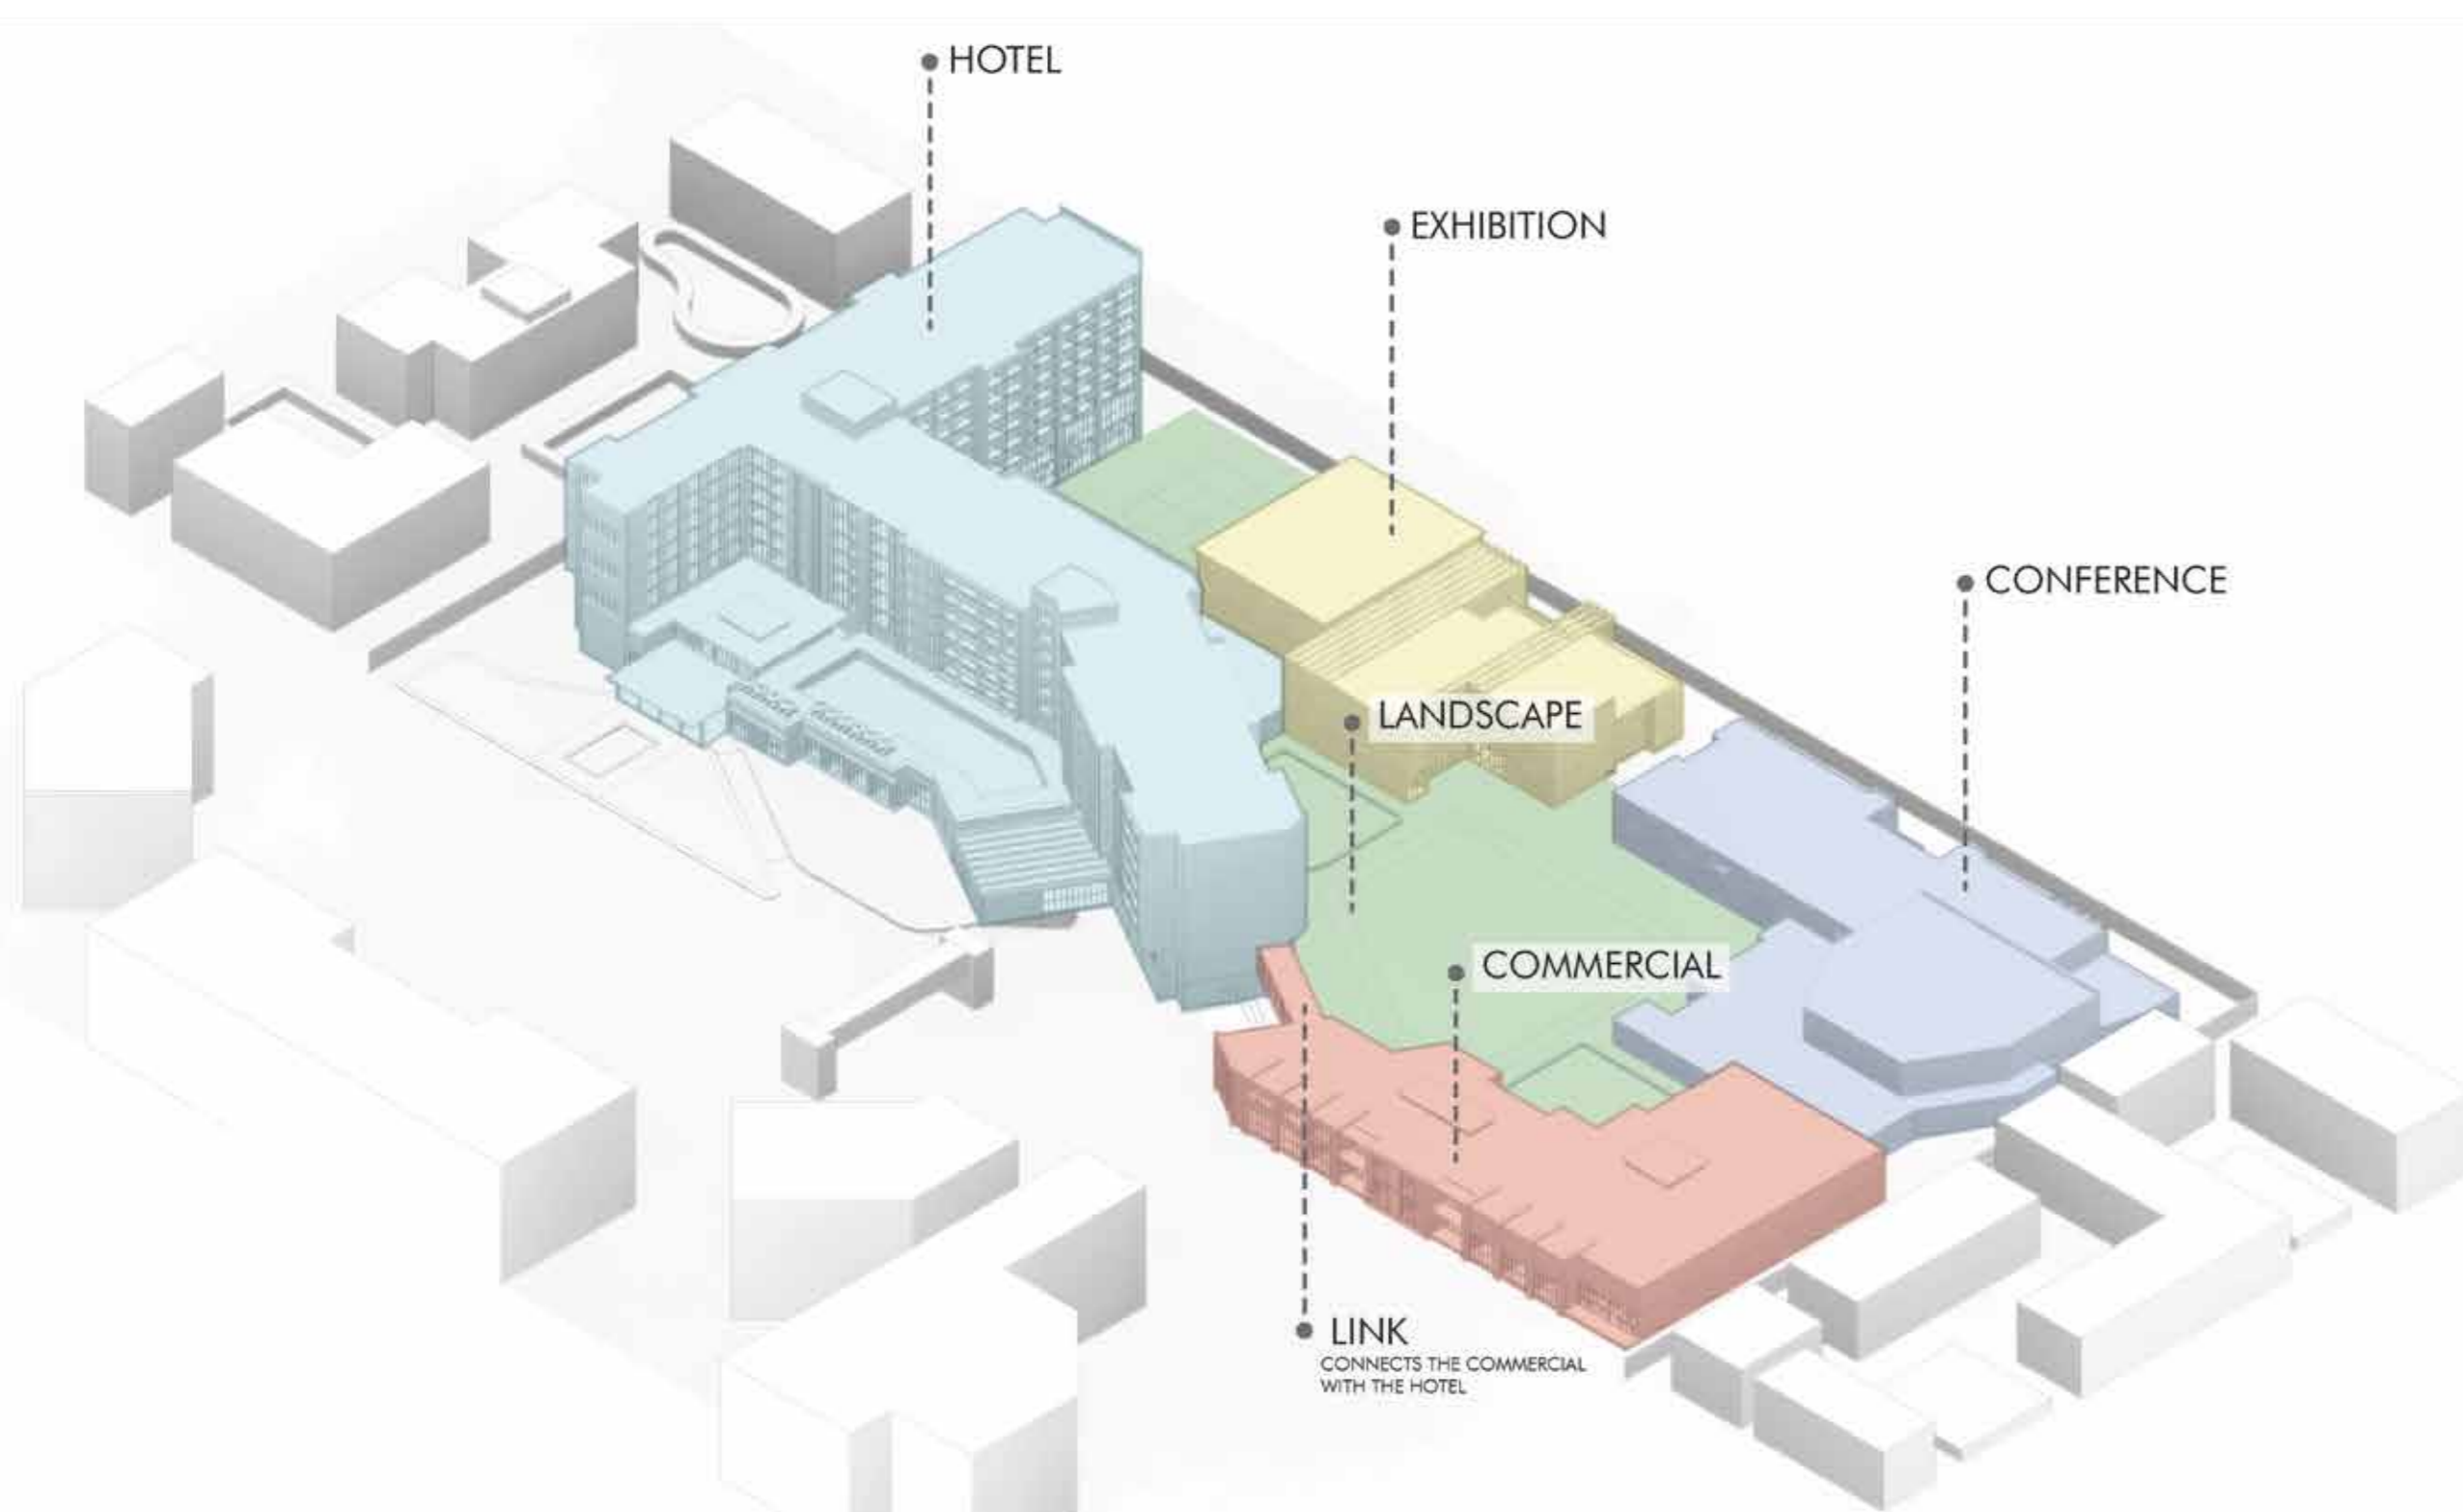 HOTEL
EXHIBITION
CONFERENCE
LANDSCAPE
COMMERCIAL
LINK
CONNECTS THE COMMERCIAL
WITH THE HOTEL